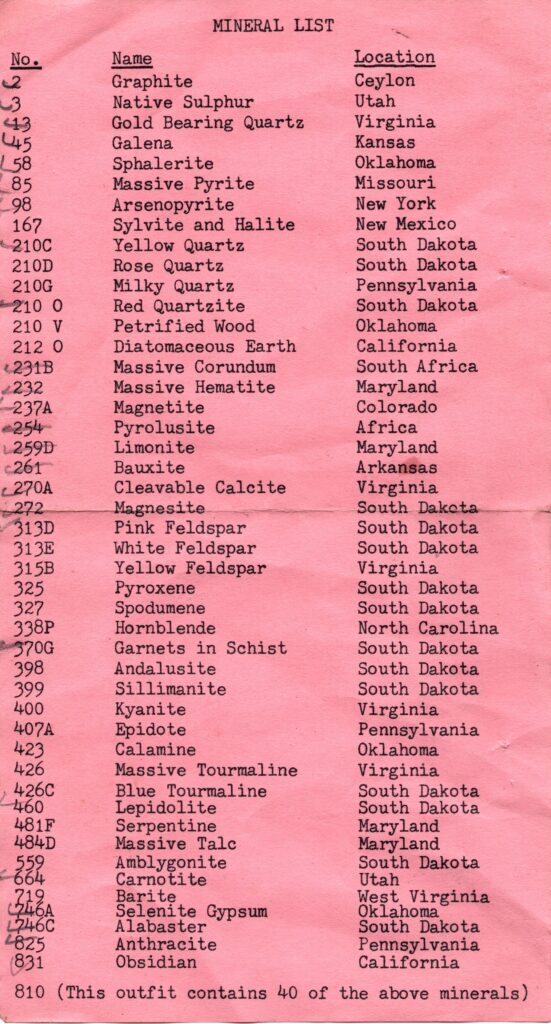 MINERAL LIST
No. Name Location
2 Graphite Ceylon
3 Native Sulphur Utah
13 Gold Bearing Quartz Virginia
45 Galena Kansas
58 Sphalerite Oklahoma
85 Massive Pyrite Missouri
98 Arsenopyrite New York
167 Sylvite and Halite New Mexico
210C Yellow Quartz South Dakota
210D Rose Quartz South Dakota
210G Milky Quartz Pennsylvania
210 O Red Quartzite South Dakota
210 V Petrified Wood Oklahoma
212 O Diatomaceous Earth California
231B Massive Corundum South Africa
232 Massive Hematite Maryland
237A Magnetite Colorado
254 Pyrolusite Africa
259D Limonite Maryland
261 Bauxite Arkansas
270A Cleavable Calcite Virginia
272 Magnesite South Dakota
313D Pink Feldspar South Dakota
313E White Feldspar South Dakota
315B Yellow Feldspar Virginia
325 Pyroxene South Dakota
327 Spodumene South Dakota
338P Hornblende North Carolina
370G Garnets in Schist South Dakota
398 Andalusite South Dakota
399 Sillimanite South Dakota
400 Kyanite Virginia
407A Epidote Pennsylvania
423 Calamine Oklahoma
426 Massive Tourmaline Virginia
426C Blue Tourmaline South Dakota
460 Lepidolite South Dakota
481F Serpentine Maryland
484D Massive Talc Maryland
559 Amblygonite South Dakota
664 Carnotite Utah
719 Barite West Virginia
746A Selenite Gypsum Oklahoma
746C Alabaster South Dakota
825 Anthracite Pennsylvania
831 Obsidian California
810 (This outfit contains 40 of the above minerals)